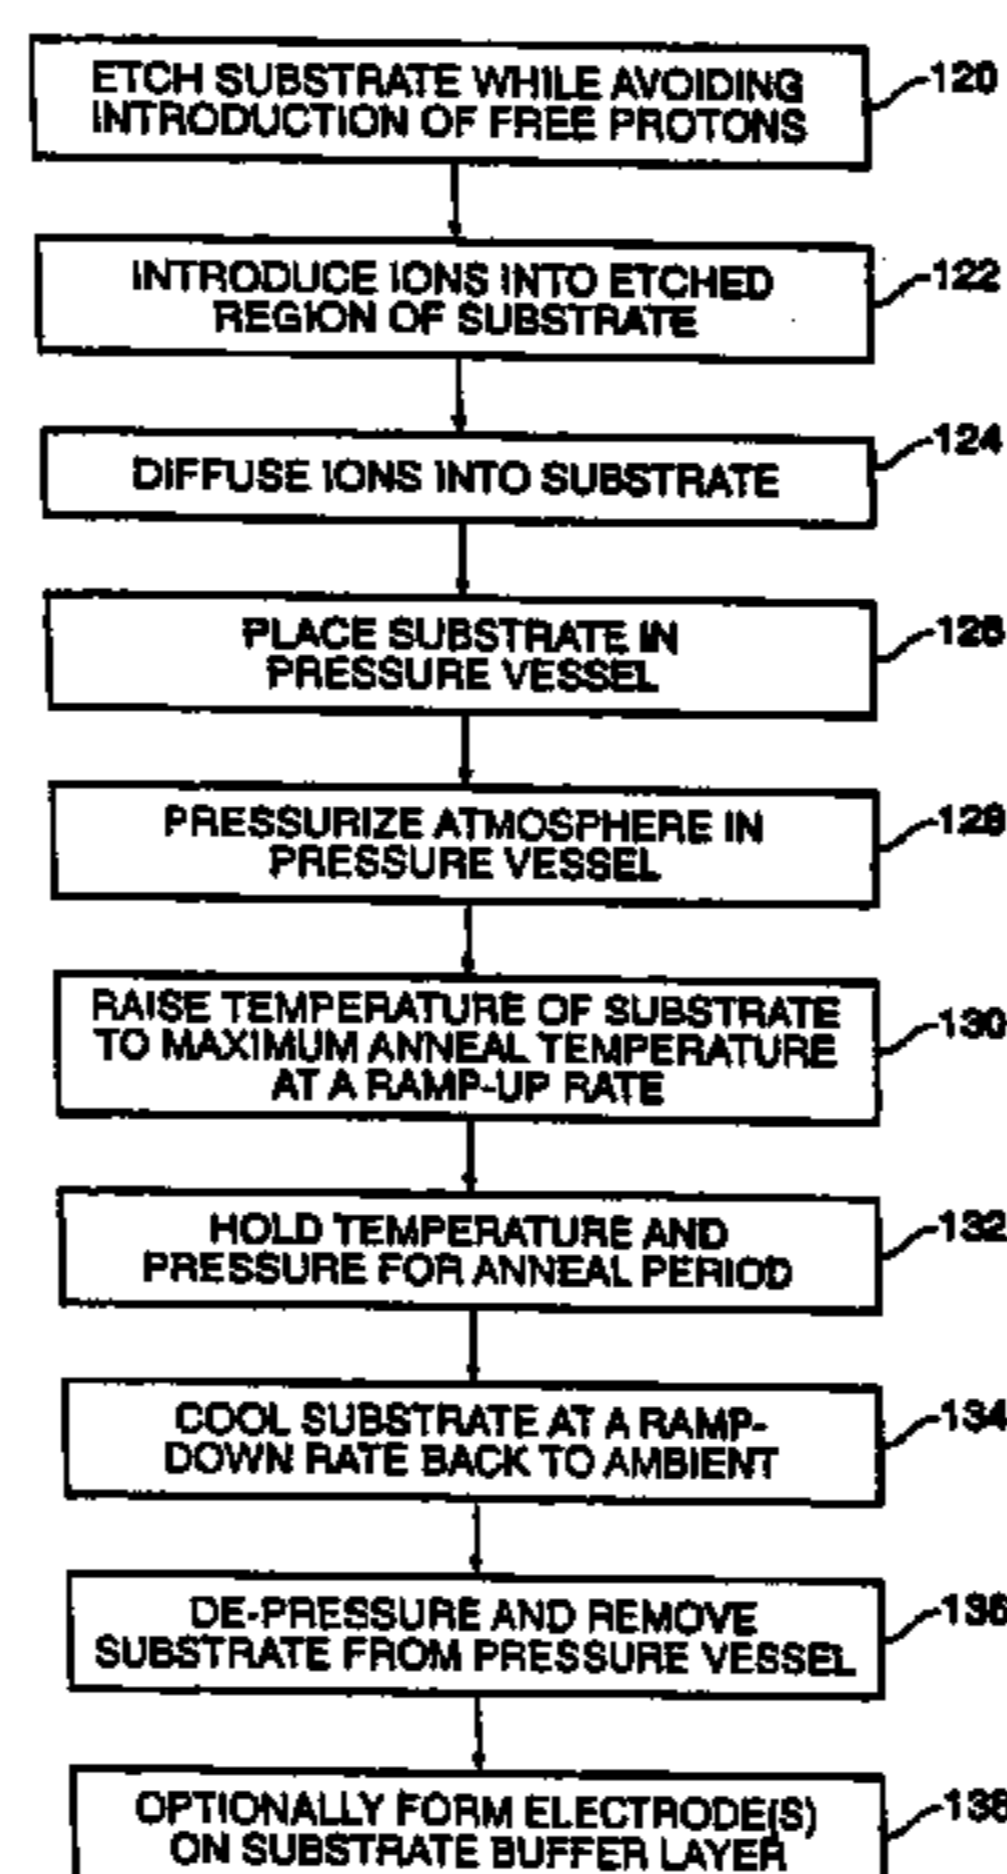 ETCH SUBSTRATE WHILE AVOIDING
INTRODUCTION OF FREE PROTONS
120
INTRODUCE IONS INTO ETCHED
REGION OF SUBSTRATE
122
DIFFUSE IONS INTO SUBSTRATE
124
PLACE SUBSTRATE IN
PRESSURE VESSEL
126
PRESSURIZE ATMOSPHERE IN
PRESSURE VESSEL
128
RAISE TEMPERATURE OF SUBSTRATE
TO MAXIMUM ANNEAL TEMPERATURE
AT A RAMP-UP RATE
130
HOLD TEMPERATURE AND
PRESSURE FOR ANNEAL PERIOD
132
COOL SUBSTRATE AT A RAMP-
DOWN RATE BACK TO AMBIENT
134
DE-PRESSURE AND REMOVE
SUBSTRATE FROM PRESSURE VESSEL
136
OPTIONALLY FORM ELECTRODE(S)
ON SUBSTRATE BUFFER LAYER
138